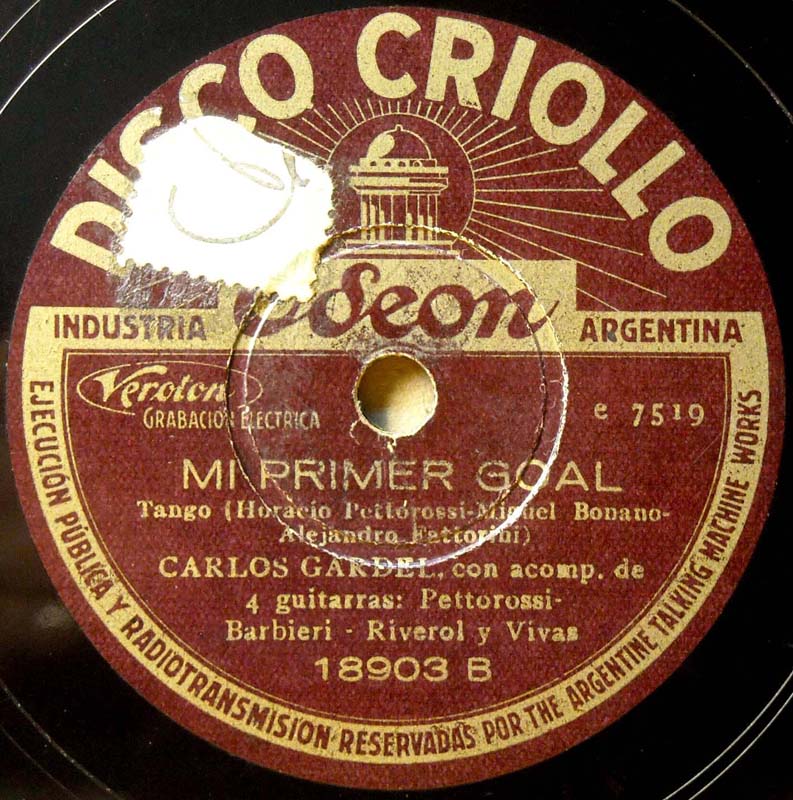 DISCO CRIOLLO
Odeon
INDUSTRIA ARGENTINA
Veroton
GRABACION ELECTRICA
e 7519
MI PRIMER GOAL
Tango (Horacio Pettorossi-Miguel Bonano-
Alejandro Fattorini)
CARLOS GARDEL, con acomp. de
4 guitarras: Pettorossi-
Barbieri - Riverol y Vivas
18903 B
EJECUCIÓN PÚBLICA Y RADIOTRANSMISION RESERVADAS POR THE ARGENTINE TALKING MACHINE WORKS